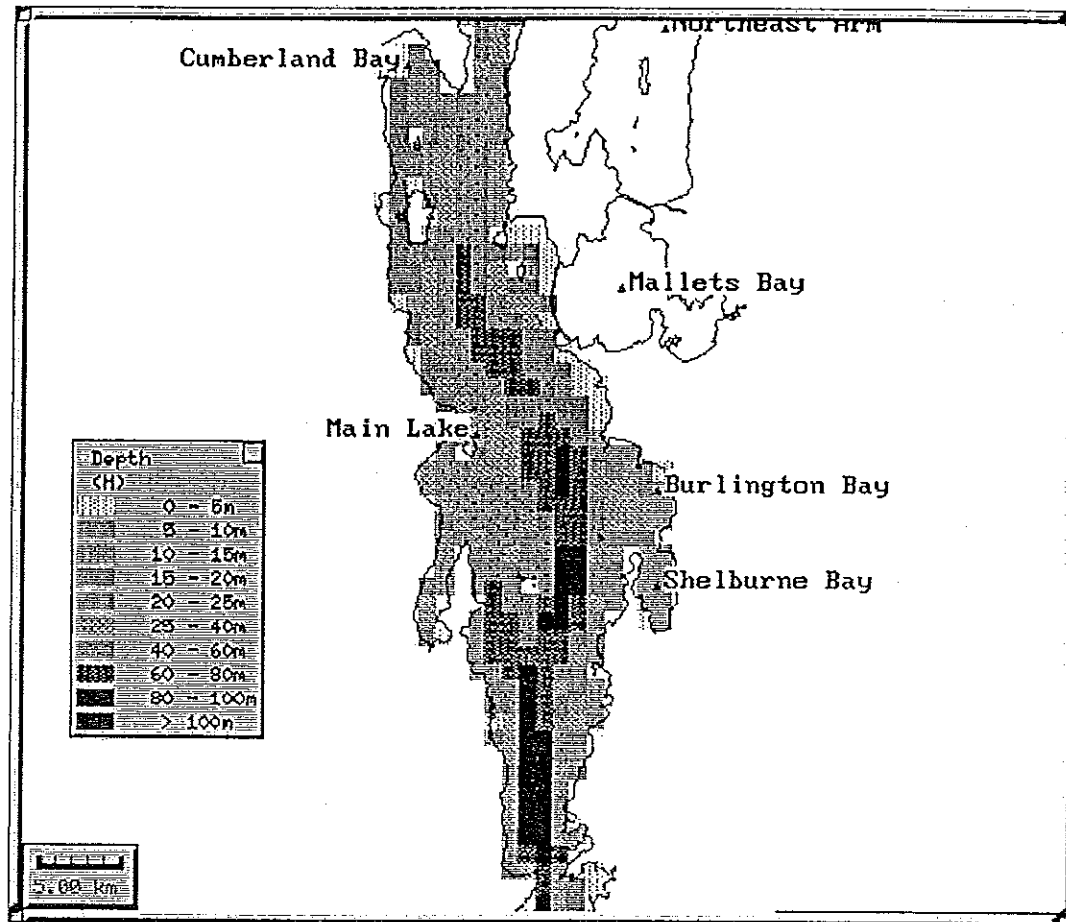 Northeast Arm
Cumberland Bay
Mallets Bay
Main Lake
Depth
(H)
0 - 5m
5 - 10m
10 - 15m
15 - 20m
20 - 25m
25 - 40m
40 - 60m
60 - 80m
80 - 100m
> 100m
Burlington Bay
Shelburne Bay
5.00 km